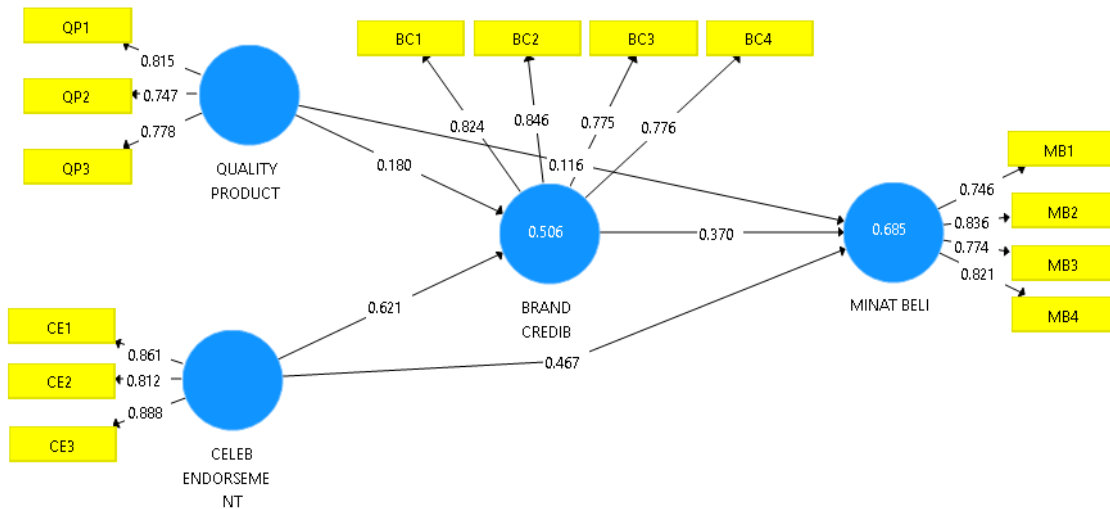 QP1
0.815
QP2
0.747
0.778
QP3
QUALITY
PRODUCT
BC1
BC2
BC3
BC4
0.824
0.846
0.775
0.776
0.180
0.116
0.506
BRAND
CREDIB
0.370
0.685
MINAT BELI
MB1
0.746
MB2
0.836
0.774
MB3
0.821
MB4
0.621
0.467
CE1
0.861
CE2
0.812
0.888
CE3
CELEB
ENDORSEME
NT